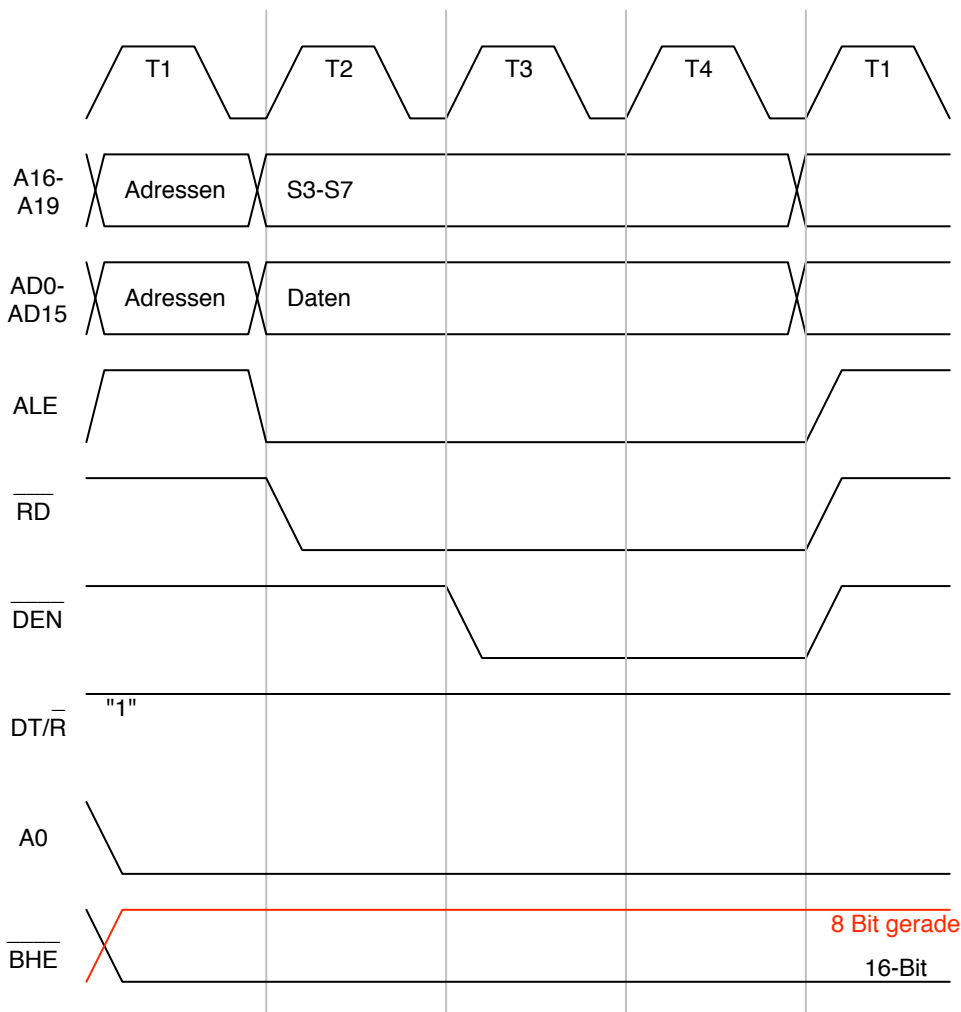 T1 T2 T3 T4 T1
A16-
A19
Adressen S3-S7
AD0-
AD15
Adressen Daten
ALE
RD
DEN
"1"
DT/R
A0
8 Bit gerade
BHE
16-Bit